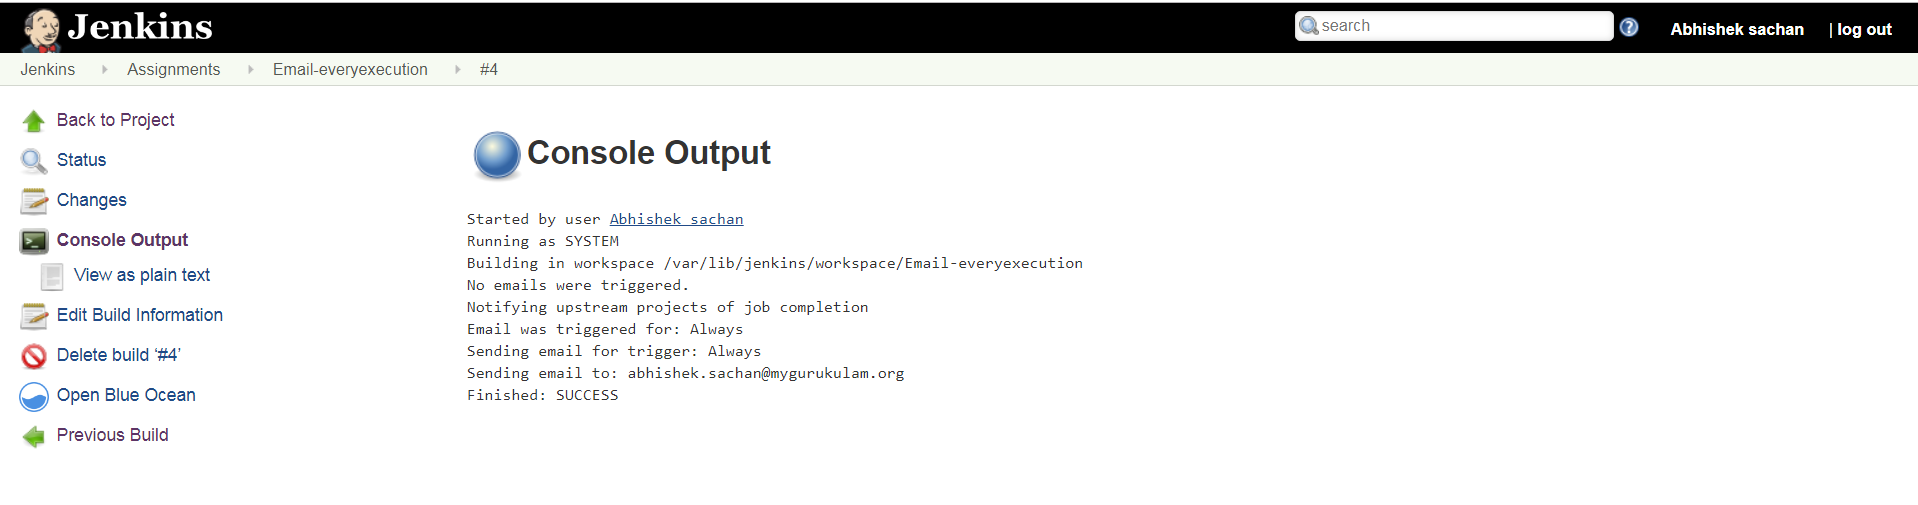 Jenkins
search
Abhishek sachan | log out
Jenkins Assignments Email-everyexecution #4
Back to Project
Status
Changes
Console Output
View as plain text
Edit Build Information
Delete build ‘#4’
Open Blue Ocean
Previous Build
Console Output
Started by user Abhishek sachan
Running as SYSTEM
Building in workspace /var/lib/jenkins/workspace/Email-everyexecution
No emails were triggered.
Notifying upstream projects of job completion
Email was triggered for: Always
Sending email for trigger: Always
Sending email to: abhishek.sachan@mygurukulam.org
Finished: SUCCESS